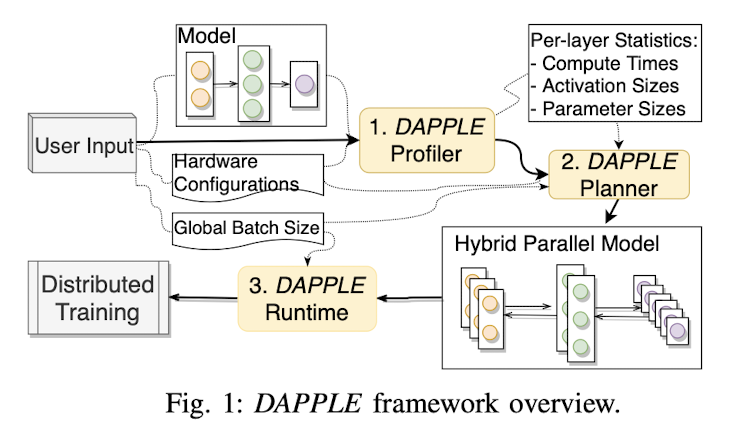 Model
Per-layer Statistics:
- Compute Times
- Activation Sizes
- Parameter Sizes
User Input
1. DAPPLE
Profiler
Hardware
Configurations
2. DAPPLE
Planner
Global Batch Size
Hybrid Parallel Model
Distributed
Training
3. DAPPLE
Runtime
Fig. 1: DAPPLE framework overview.